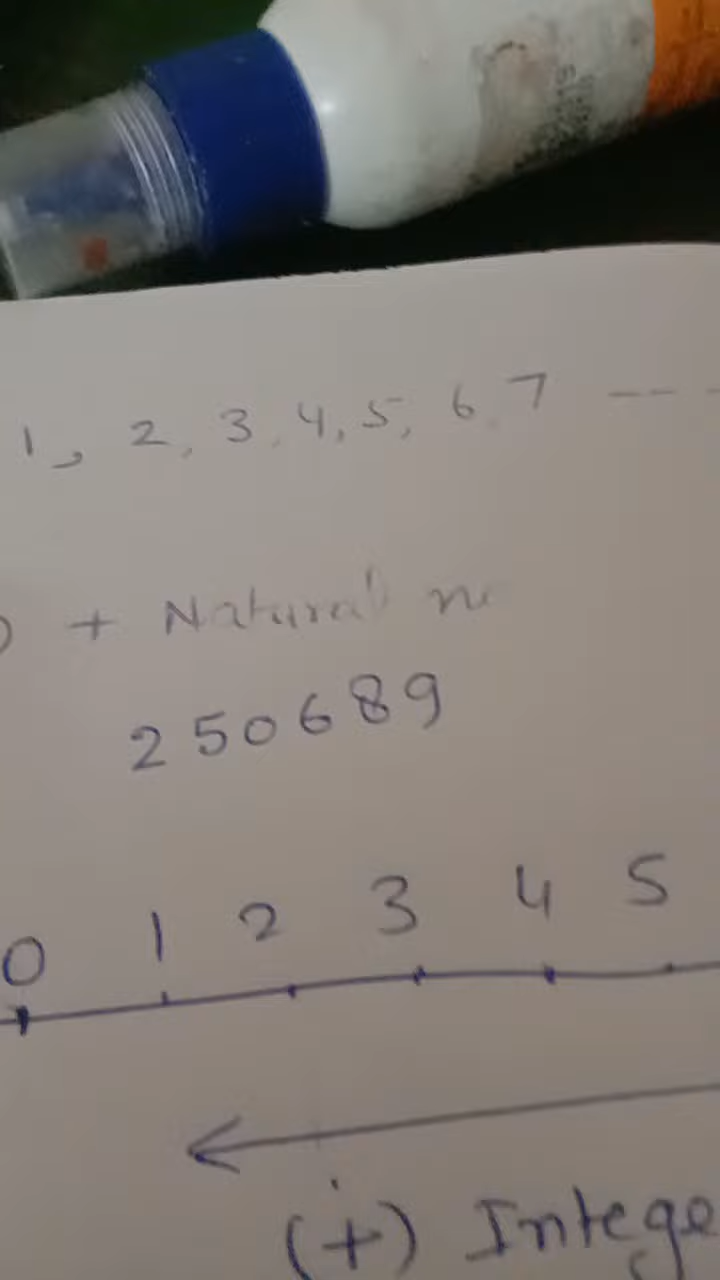 1, 2, 3, 4, 5, 6, 7 ---
+ Natural
250689
0 1 2 3 4 5
(+) Intege